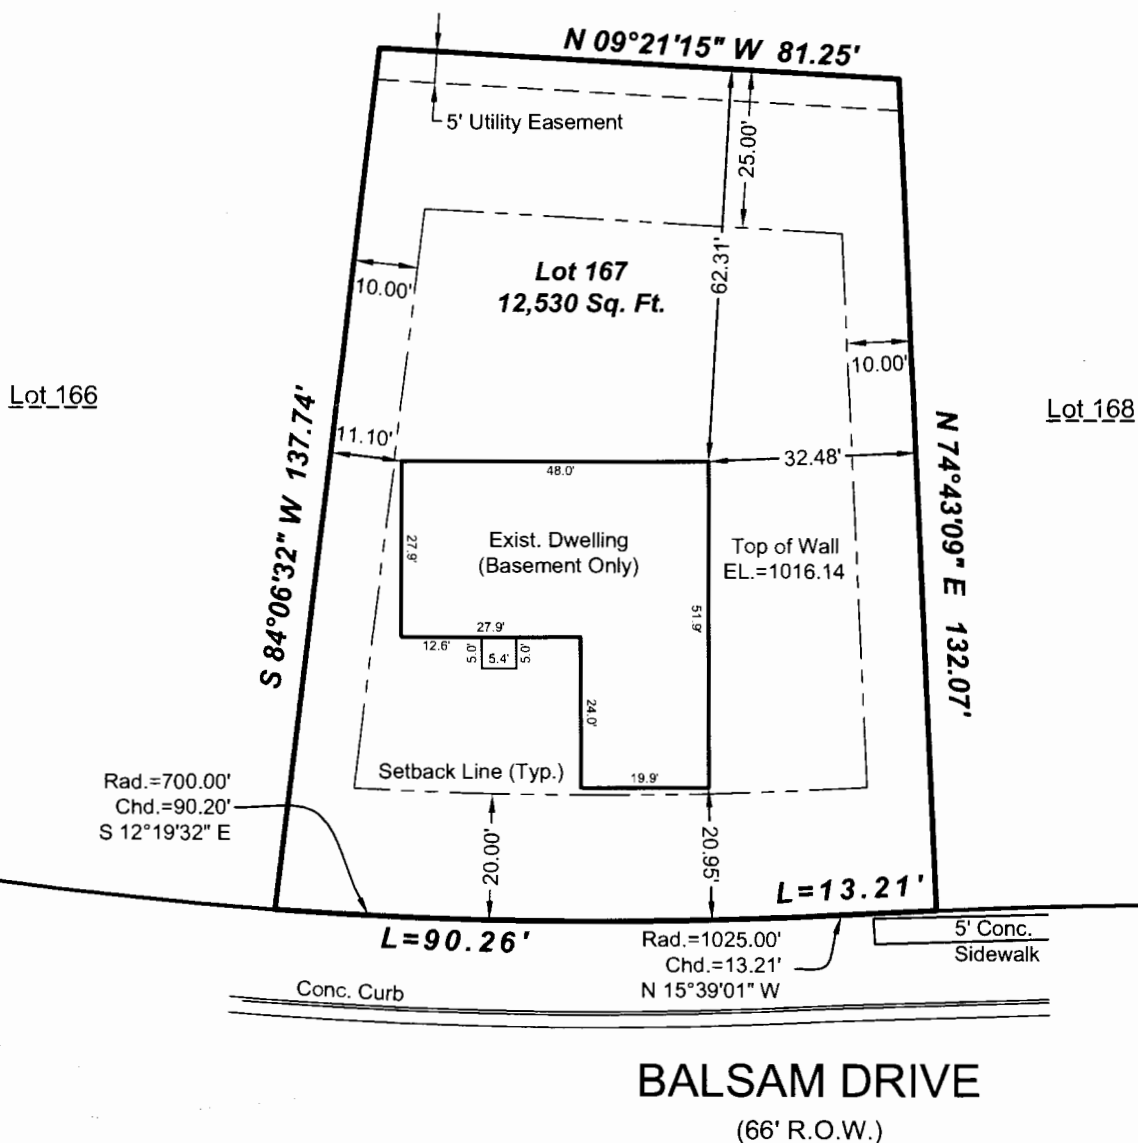 N 09°21'15" W 81.25'
5' Utility Easement
25.00'
62.31'
Lot 167
12,530 Sq. Ft.
10.00'
10.00'
Lot 166
Lot 168
S 84°06'32" W 137.74'
N 74°43'09" E 132.07'
11.10'
32.48'
48.0'
27.9'
Exist. Dwelling
(Basement Only)
Top of Wall
EL.=1016.14
51.9'
27.9'
12.6'
5.0'
5.4'
5.0'
24.0'
19.9'
Setback Line (Typ.)
Rad.=700.00'
Chd.=90.20'
S 12°19'32" E
20.00'
20.95'
L=13.21'
L=90.26'
Rad.=1025.00'
Chd.=13.21'
N 15°39'01" W
5' Conc.
Sidewalk
Conc. Curb
BALSAM DRIVE
(66' R.O.W.)